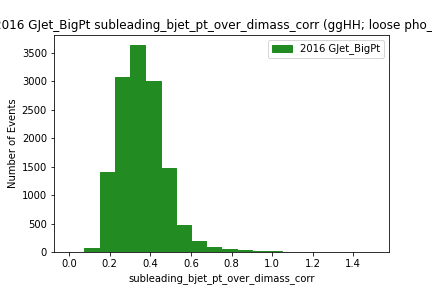 2016 GJet_BigPt subleading_bjet_pt_over_dimass_corr (ggHH; loose pho_
2016 GJet_BigPt
Number of Events
3500
3000
2500
2000
1500
1000
500
0
0.0 0.2 0.4 0.6 0.8 1.0 1.2 1.4
subleading_bjet_pt_over_dimass_corr